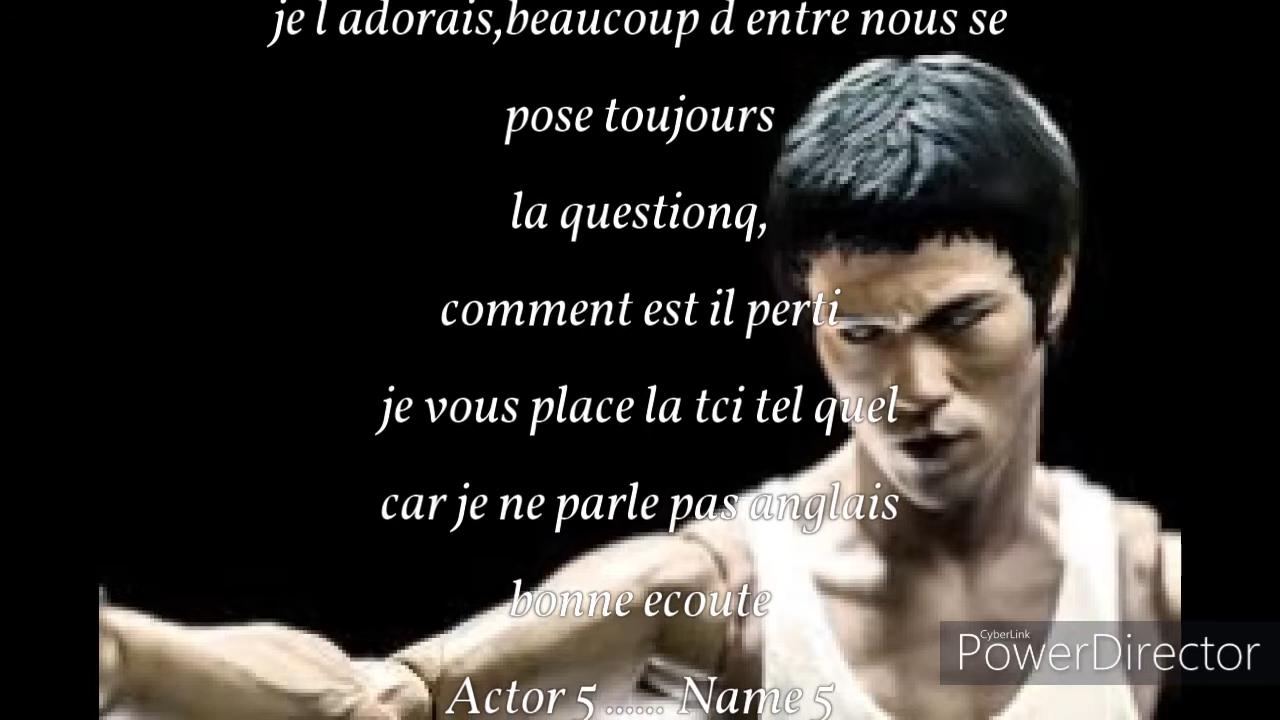 je l adorais,beaucoup d entre nous se
pose toujours
la questionq,
comment est il perti
je vous place la tci tel quel
car je ne parle pas anglais
bonne ecoute
Actor 5 ...... Name 5
CyberLink
PowerDirector